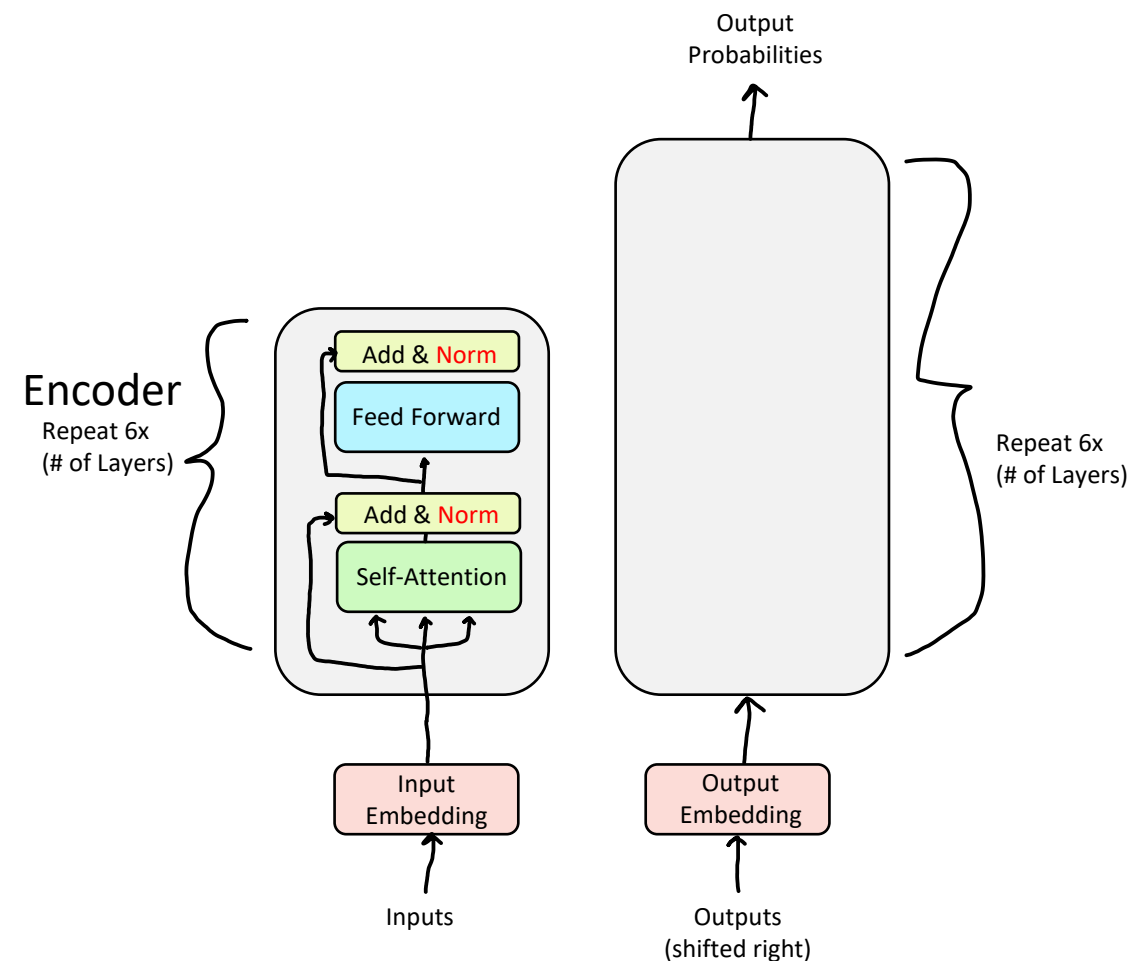 Output
Probabilities
Add & Norm
Feed Forward
Add & Norm
Self-Attention
Encoder
Repeat 6x
(# of Layers)
Repeat 6x
(# of Layers)
Input
Embedding
Output
Embedding
Inputs
Outputs
(shifted right)